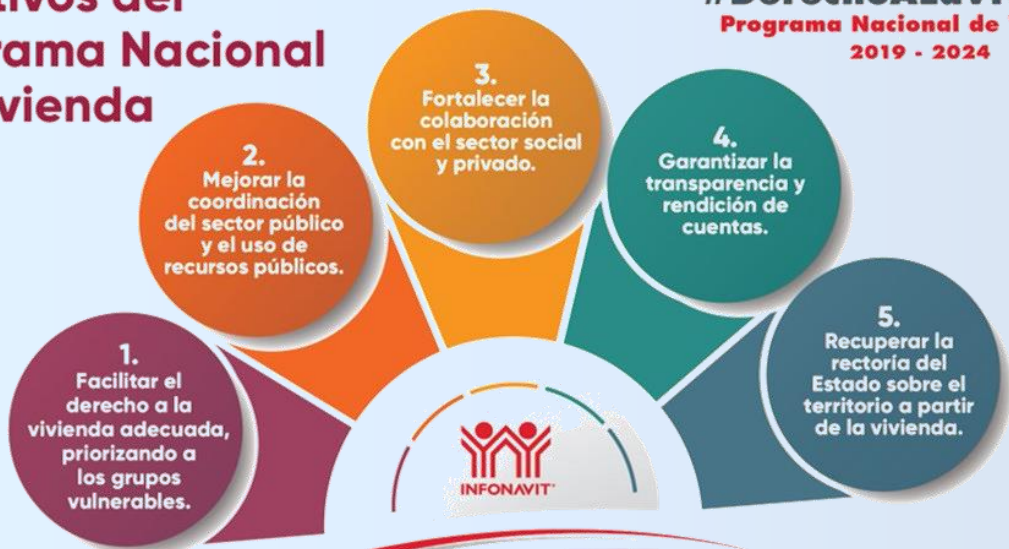 tivos del
rama Nacional
vienda
Programa Nacional de
2019 - 2024
1.
Facilitar el
derecho a la
vivienda adecuada,
priorizando a
los grupos
vulnerables.
2.
Mejorar la
coordinación
del sector público
y el uso de
recursos públicos.
3.
Fortalecer la
colaboración
con el sector social
y privado.
4.
Garantizar la
transparencia y
rendición de
cuentas.
5.
Recuperar la
rectoría del
Estado sobre el
territorio a partir
de la vivienda.
INFONAVIT